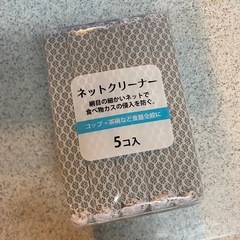 ネットクリーナー
網目の細かいネットで
食べ物カスの侵入を防ぐ。
コップ・茶碗など食器全般に
5コ入